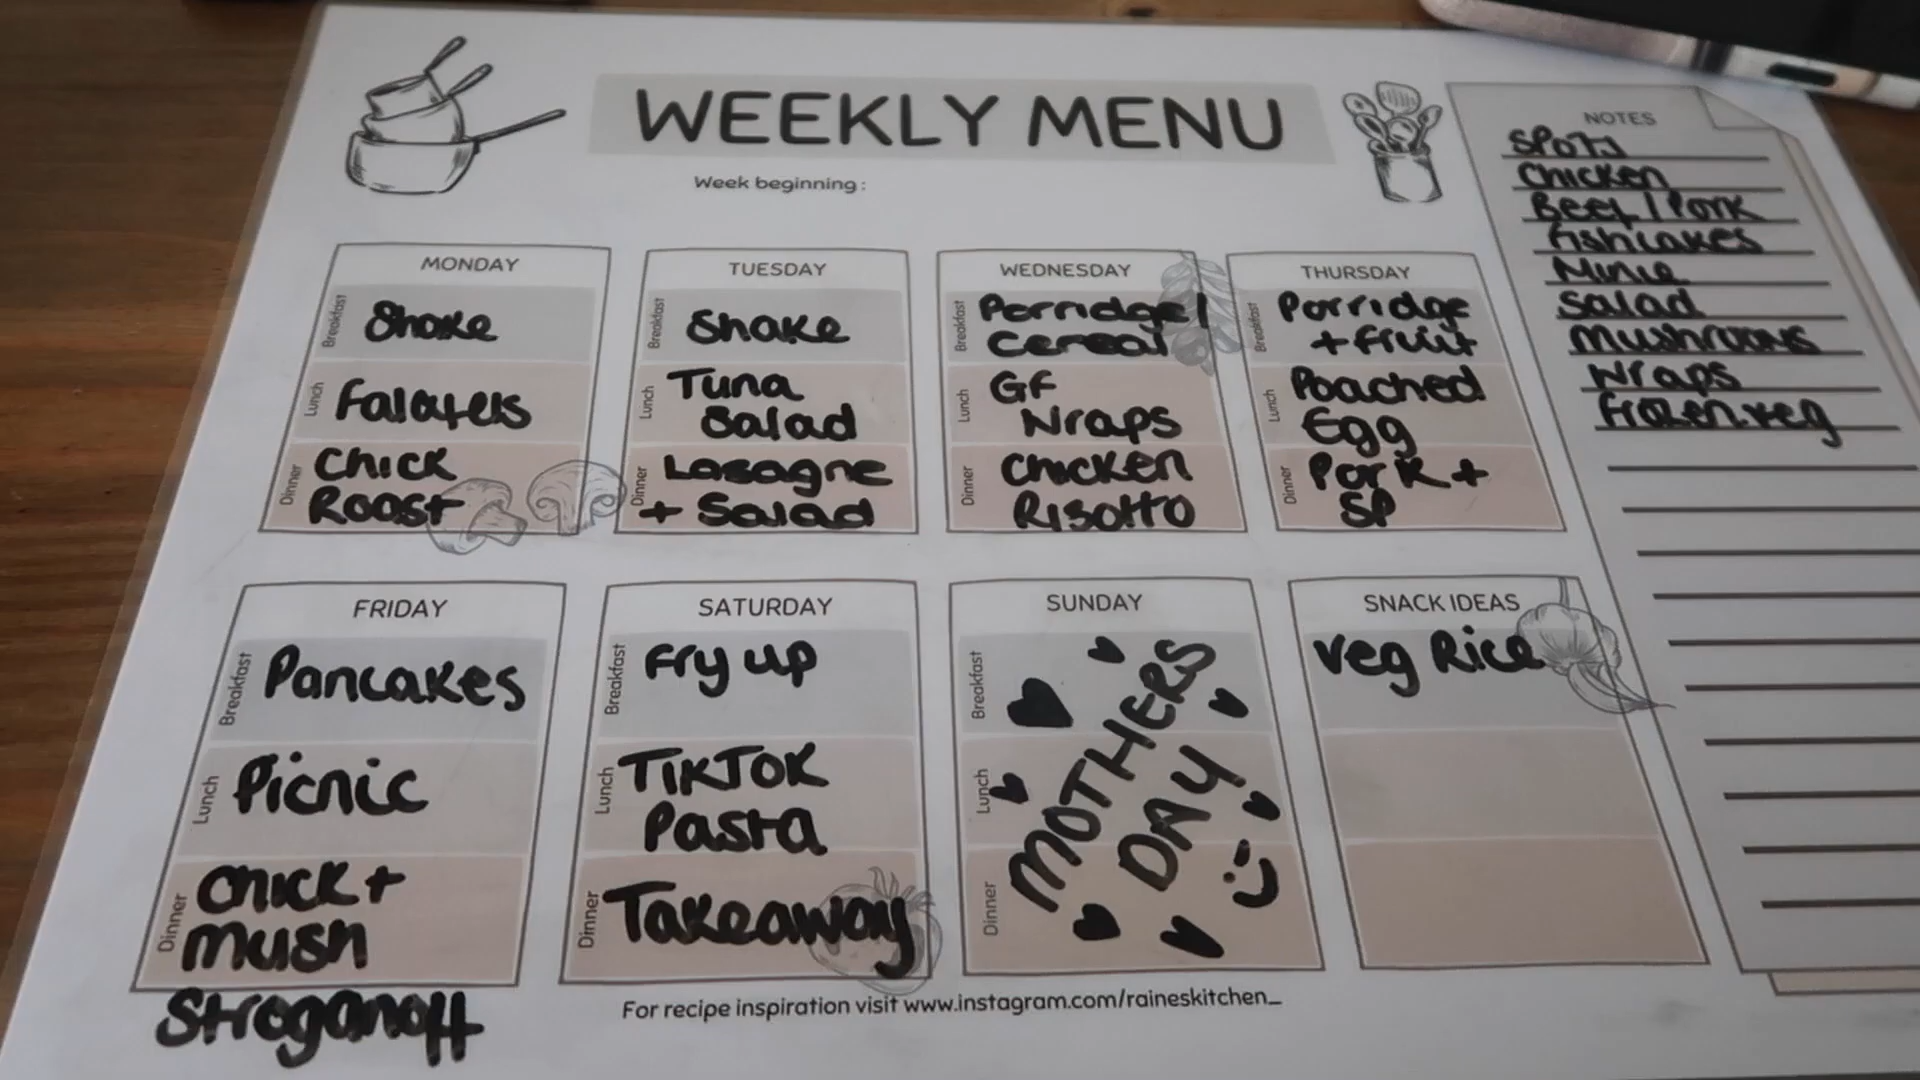 WEEKLY MENU
Week beginning :
MONDAY
Breakfast
Shake
Lunch
Falafels
Dinner
Chick
Roast
TUESDAY
Breakfast
Shake
Lunch
Tuna
Salad
Dinner
Lasagne
+ Salad
WEDNESDAY
Breakfast
Porridge/
Cereal
Lunch
GF
Wraps
Dinner
Chicken
Risotto
THURSDAY
Breakfast
Porridge
+ fruit
Lunch
Poached
Egg
Dinner
Pork +
SP
FRIDAY
Breakfast
Pancakes
Lunch
Picnic
Dinner
Chick +
Mush
Stroganoff
SATURDAY
Breakfast
Fry up
Lunch
TIKTOK
Pasta
Dinner
Takeaway
SUNDAY
Breakfast
Lunch
Dinner
MOTHERS
DAY
SNACK IDEAS
Veg Rice
NOTES
SPOTS
Chicken
Beef / Pork
Fishcakes
Mince
Salad
Mushrooms
Wraps
Frozen veg
For recipe inspiration visit www.instagram.com/raineskitchen_